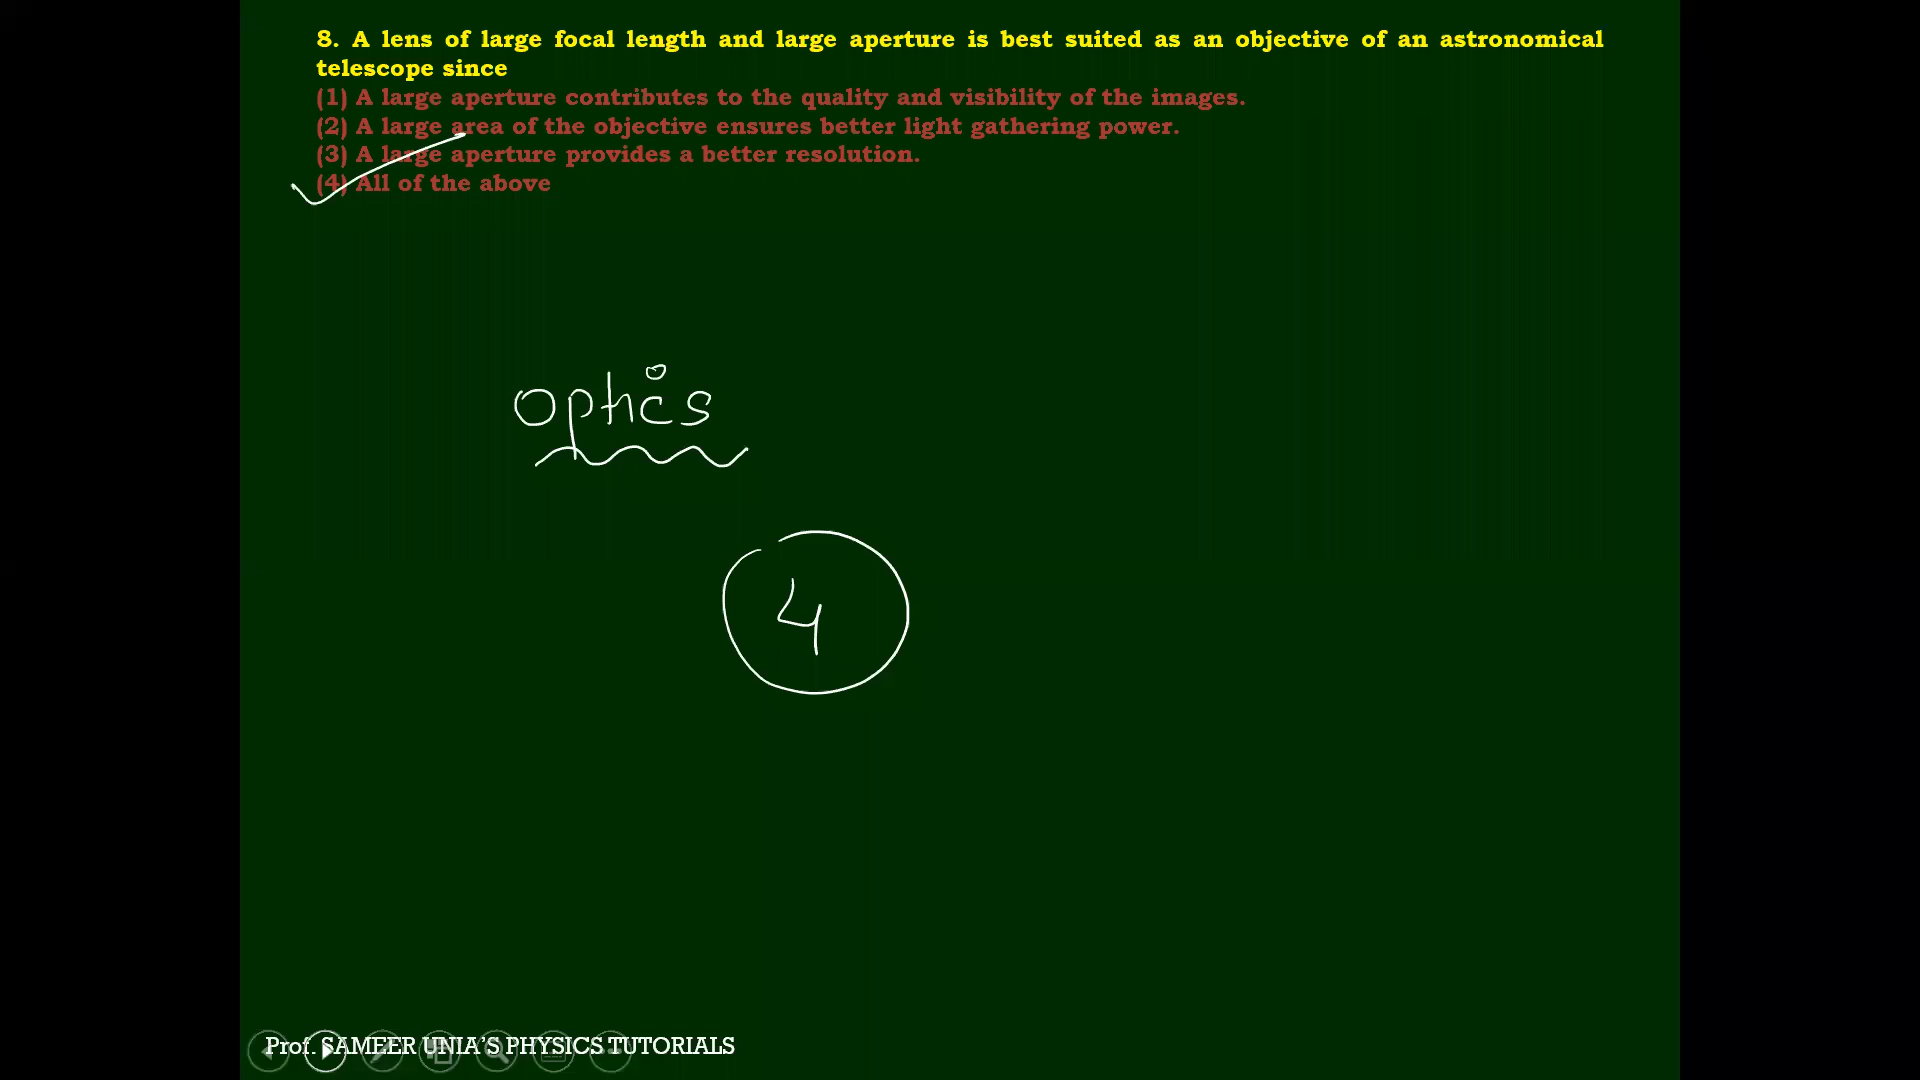 8. A lens of large focal length and large aperture is best suited as an objective of an astronomical
telescope since
(1) A large aperture contributes to the quality and visibility of the images.
(2) A large area of the objective ensures better light gathering power.
(3) A large aperture provides a better resolution.
(4) All of the above
optics
4
Prof. SAMEER UNIA'S PHYSICS TUTORIALS